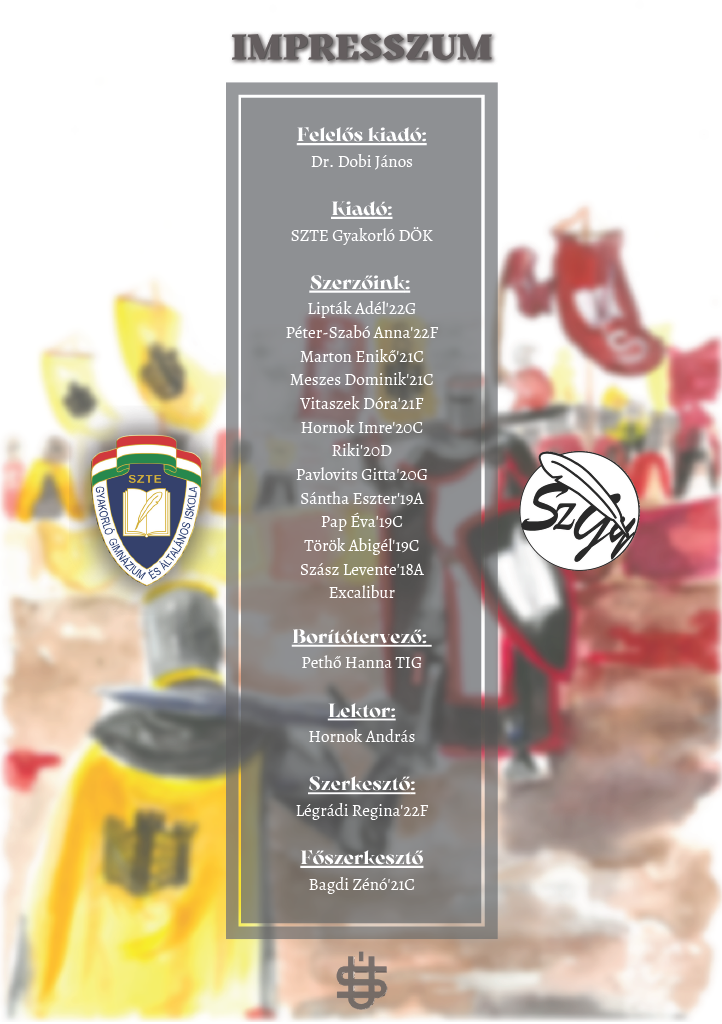 IMPRESSZUM
Felelős kiadó:
Dr. Dobi János
Kiadó:
SZTE Gyakorló DÖK
Szerzőink:
Lipták Adél'22G
Péter-Szabó Anna'22F
Marton Enikő'21C
Meszes Dominik'21C
Vitaszek Dóra'21F
Hornok Imre'20C
Riki'20D
Pavlovits Gitta'20G
Sántha Eszter'19A
Pap Éva'19C
Török Abigél'19C
Szász Levente'18A
Excalibur
Borítótervező:
Pethő Hanna TIG
Lektor:
Hornok András
Szerkesztő:
Légrádi Regina'22F
Főszerkesztő
Bagdi Zénó'21C
SZTE
GYAKORLÓ GIMNÁZIUM ÉS ÁLTALÁNOS ISKOLA